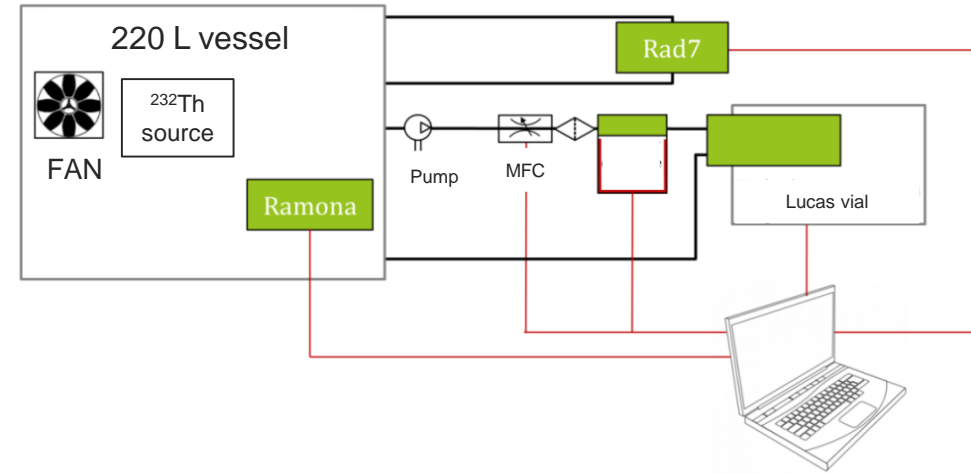 220 L vessel
Rad7
²³²Th
source
FAN
Pump
MFC
Ramona
Lucas vial